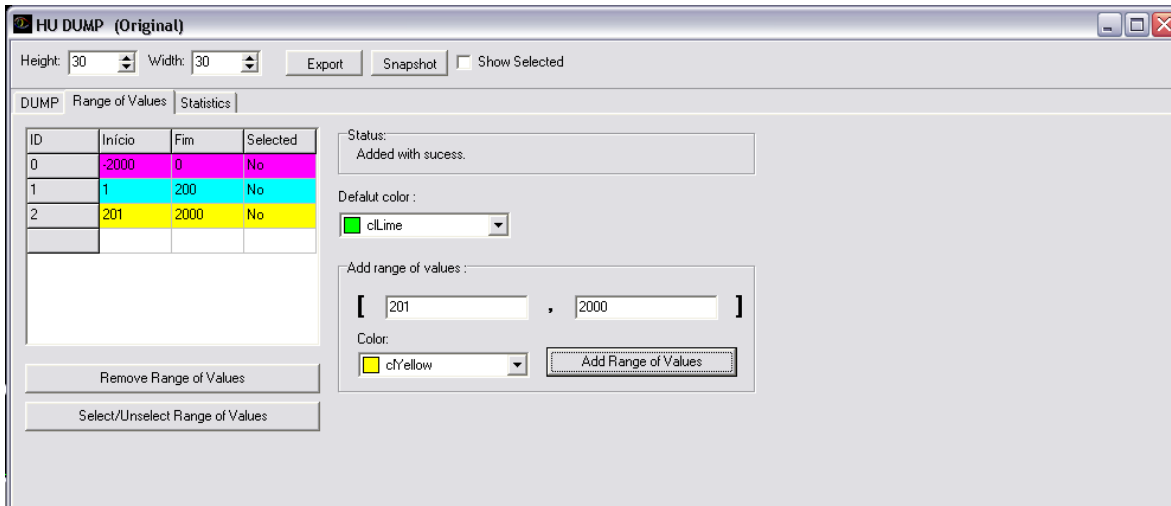 HU DUMP (Original)
Height: 30 Width: 30 Export Snapshot Show Selected
DUMP Range of Values Statistics
ID Início Fim Selected
0 -2000 0 No
1 1 200 No
2 201 2000 No
Remove Range of Values
Select/Unselect Range of Values
Status:
Added with sucess.
Defalut color :
clLime
Add range of values :
[ 201 , 2000 ]
Color:
clYellow Add Range of Values